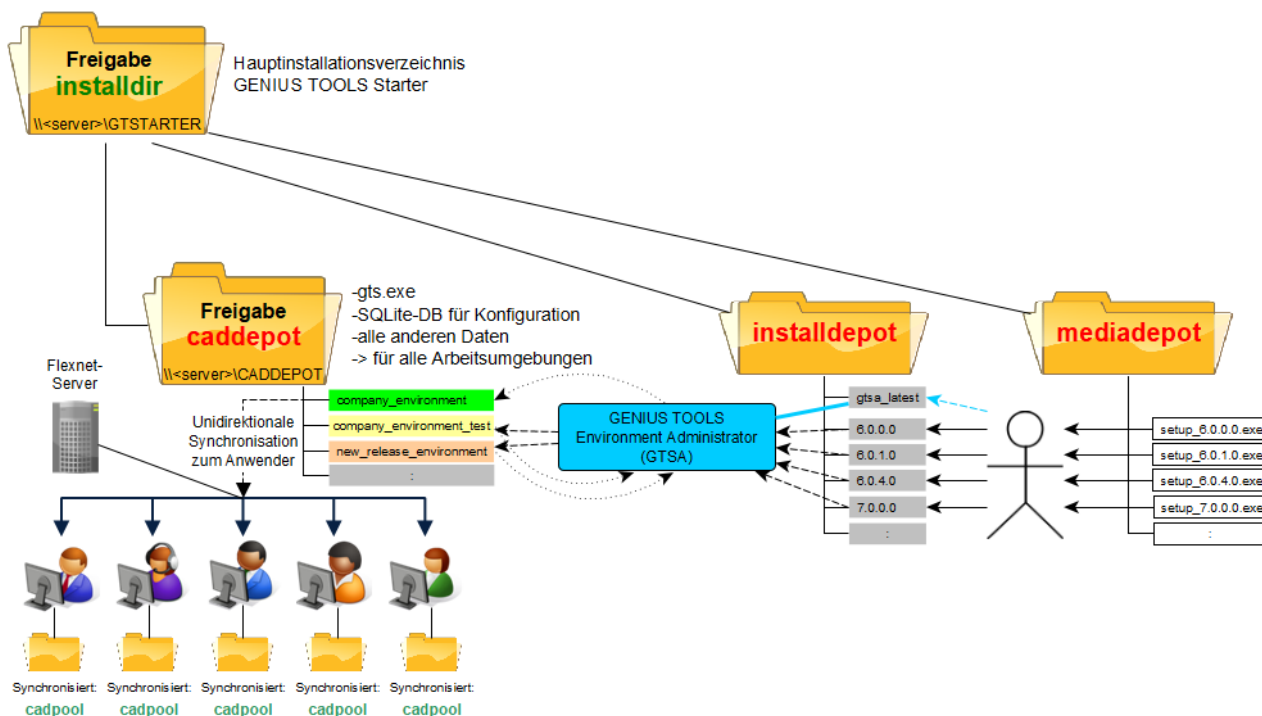 Freigabe
installdir
\\<server>\GTSTARTER
Hauptinstallationsverzeichnis
GENIUS TOOLS Starter
Freigabe
caddepot
\\<server>\CADDEPOT
-gts.exe
-SQLite-DB für Konfiguration
-alle anderen Daten
-> für alle Arbeitsumgebungen
installdepot
mediadepot
Flexnet-
Server
Unidirektionale
Synchronisation
zum Anwender
company_environment
company_environment_test
new_release_environment
:
GENIUS TOOLS
Environment Administrator
(GTSA)
gtsa_latest
6.0.0.0
6.0.1.0
6.0.4.0
7.0.0.0
:
setup_6.0.0.0.exe
setup_6.0.1.0.exe
setup_6.0.4.0.exe
setup_7.0.0.0.exe
:
Synchronisiert:
cadpool
Synchronisiert:
cadpool
Synchronisiert:
cadpool
Synchronisiert:
cadpool
Synchronisiert:
cadpool